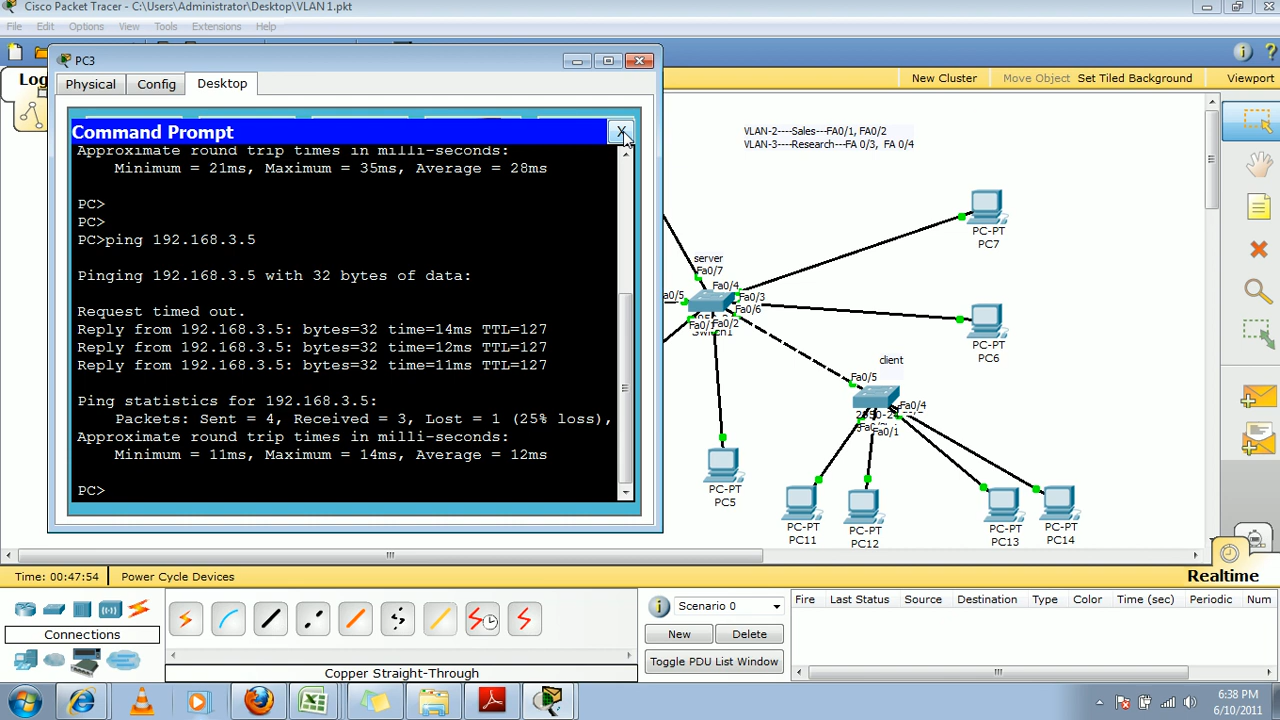 Cisco Packet Tracer - C:\Users\Administrator\Desktop\VLAN 1.pkt
File Edit Options View Tools Extensions Help
PC3
Physical Config Desktop
New Cluster Move Object Set Tiled Background Viewport
Command Prompt X
Approximate round trip times in milli-seconds:
Minimum = 21ms, Maximum = 35ms, Average = 28ms
PC>
PC>
PC>ping 192.168.3.5
Pinging 192.168.3.5 with 32 bytes of data:
Request timed out.
Reply from 192.168.3.5: bytes=32 time=14ms TTL=127
Reply from 192.168.3.5: bytes=32 time=12ms TTL=127
Reply from 192.168.3.5: bytes=32 time=11ms TTL=127
Ping statistics for 192.168.3.5:
Packets: Sent = 4, Received = 3, Lost = 1 (25% loss),
Approximate round trip times in milli-seconds:
Minimum = 11ms, Maximum = 14ms, Average = 12ms
PC>
VLAN-2----Sales---FA0/1, FA0/2
VLAN-3----Research---FA 0/3, FA 0/4
PC-PT
PC7
server
Fa0/7
Fa0/4
Fa0/3
Fa0/6
Fa0/2
Switch1
PC-PT
PC6
client
Fa0/5
Fa0/4
Fa0/1
PC-PT
PC5
PC-PT
PC11
PC-PT
PC12
PC-PT
PC13
PC-PT
PC14
Time: 00:47:54 Power Cycle Devices
Realtime
Connections
Copper Straight-Through
Scenario 0
New Delete
Toggle PDU List Window
Fire Last Status Source Destination Type Color Time (sec) Periodic Num
6:38 PM
6/10/2011